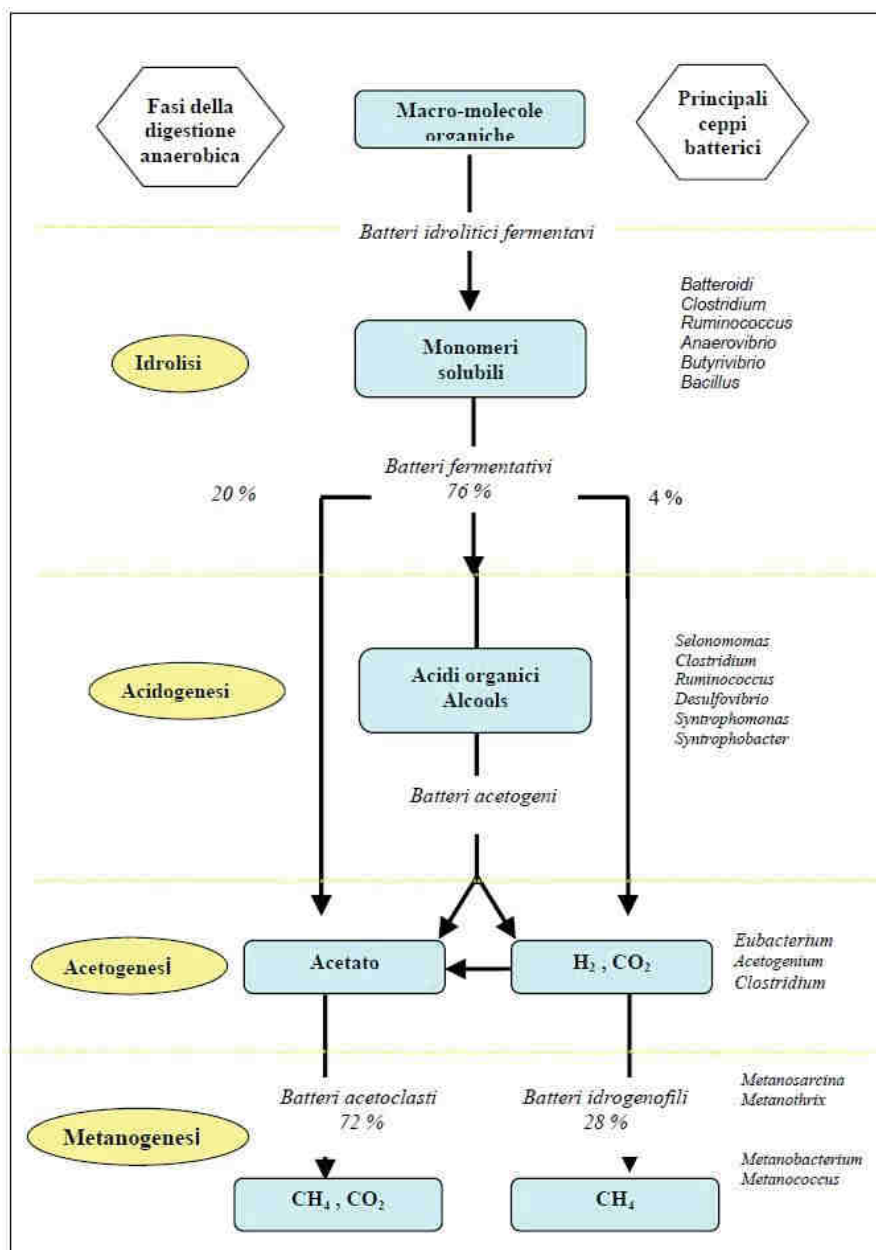 Fasi della
digestione
anaerobica
Macro-molecole
organiche
Principali
ceppi
batterici
Batteri idrolitici fermentavi
Idrolisi
Monomeri
solubili
Batteroidi
Clostridium
Ruminococcus
Anaerovibrio
Butyrivibrio
Bacillus
Batteri fermentativi
20 %
76 %
4 %
Acidogenesi
Acidi organici
Alcools
Selonomomas
Clostridium
Ruminococcus
Desulfovibrio
Syntrophomonas
Syntrophobacter
Batteri acetogeni
Acetogenesi
Acetato
H₂ , CO₂
Eubacterium
Acetogenium
Clostridium
Metanogenesi
Batteri acetoclasti
72 %
Batteri idrogenofili
28 %
Metanosarcina
Metanothrix
Metanobacterium
Metanococcus
CH₄ , CO₂
CH₄